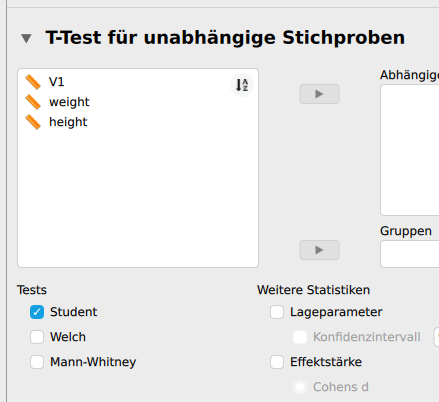 T-Test für unabhängige Stichproben
V1
weight
height
Abhängige
Gruppen
Tests
Student
Welch
Mann-Whitney
Weitere Statistiken
Lageparameter
Konfidenzintervall
Effektstärke
Cohens d